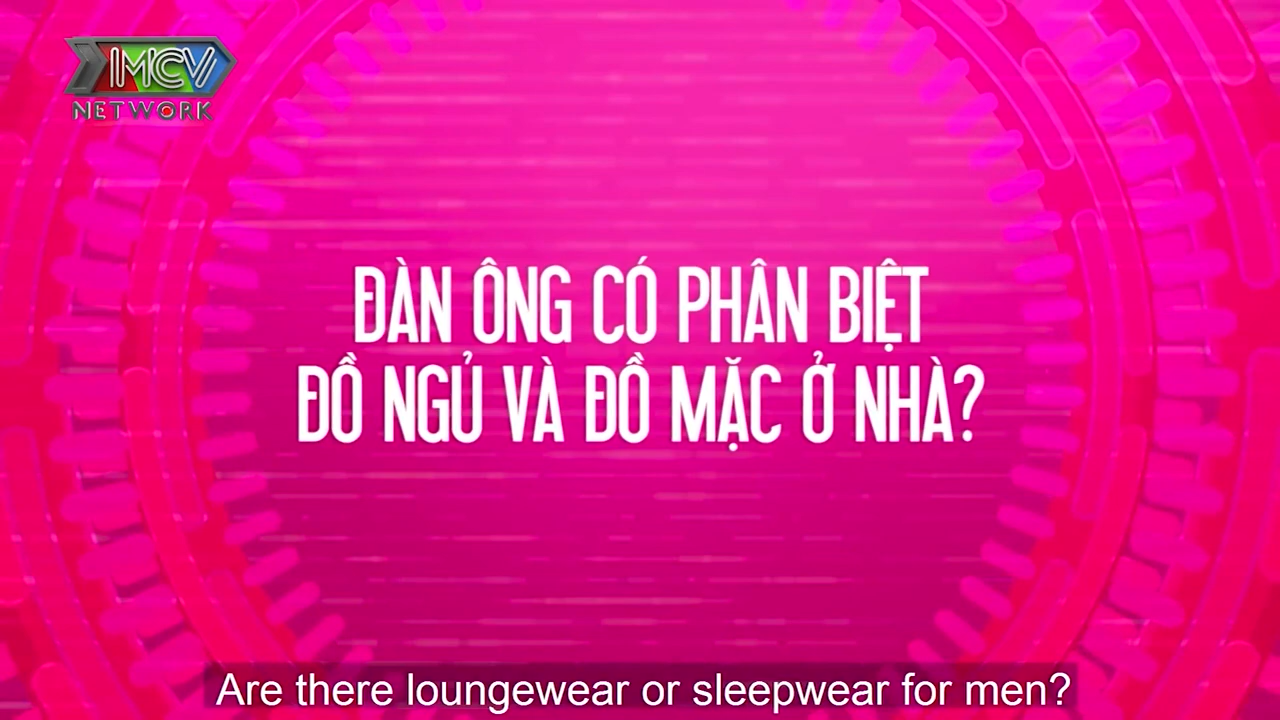 MCV
NETWORK
ĐÀN ÔNG CÓ PHÂN BIỆT
ĐỒ NGỦ VÀ ĐỒ MẶC Ở NHÀ?
Are there loungewear or sleepwear for men?